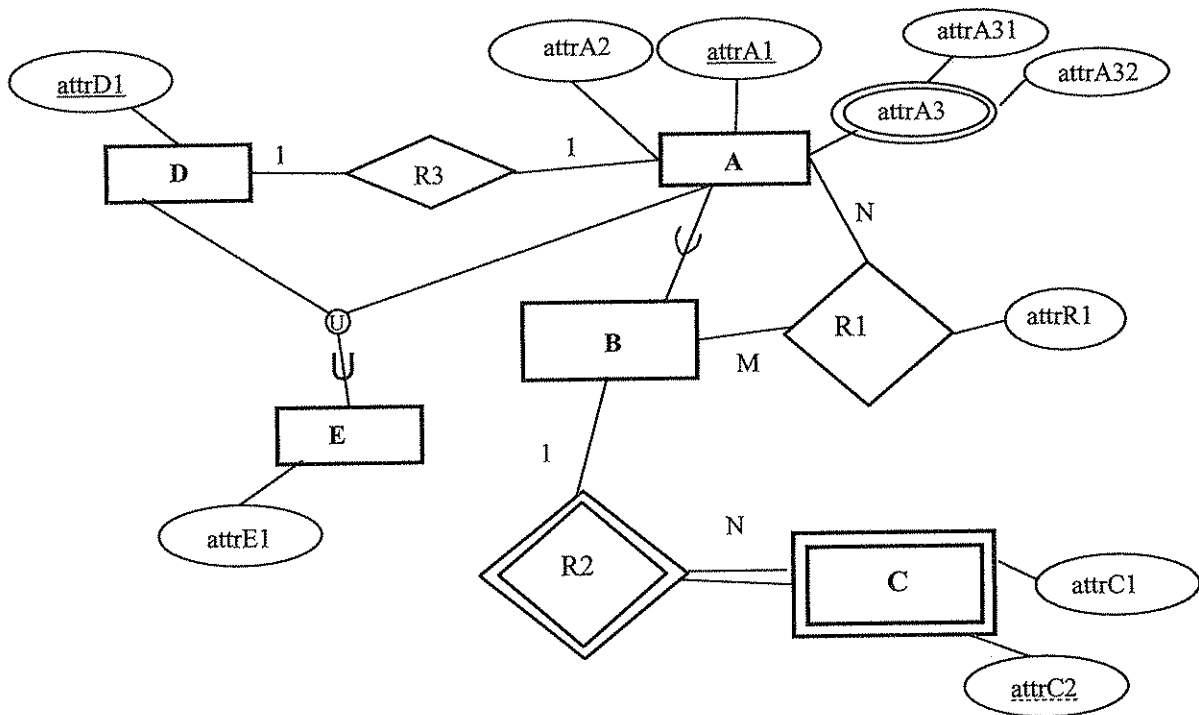 attrA31
attrA2
attrA1
attrA32
attrD1
attrA3
D
1
R3
1
A
N
U
B
M
R1
attrR1
E
1
attrE1
R2
N
C
attrC1
attrC2